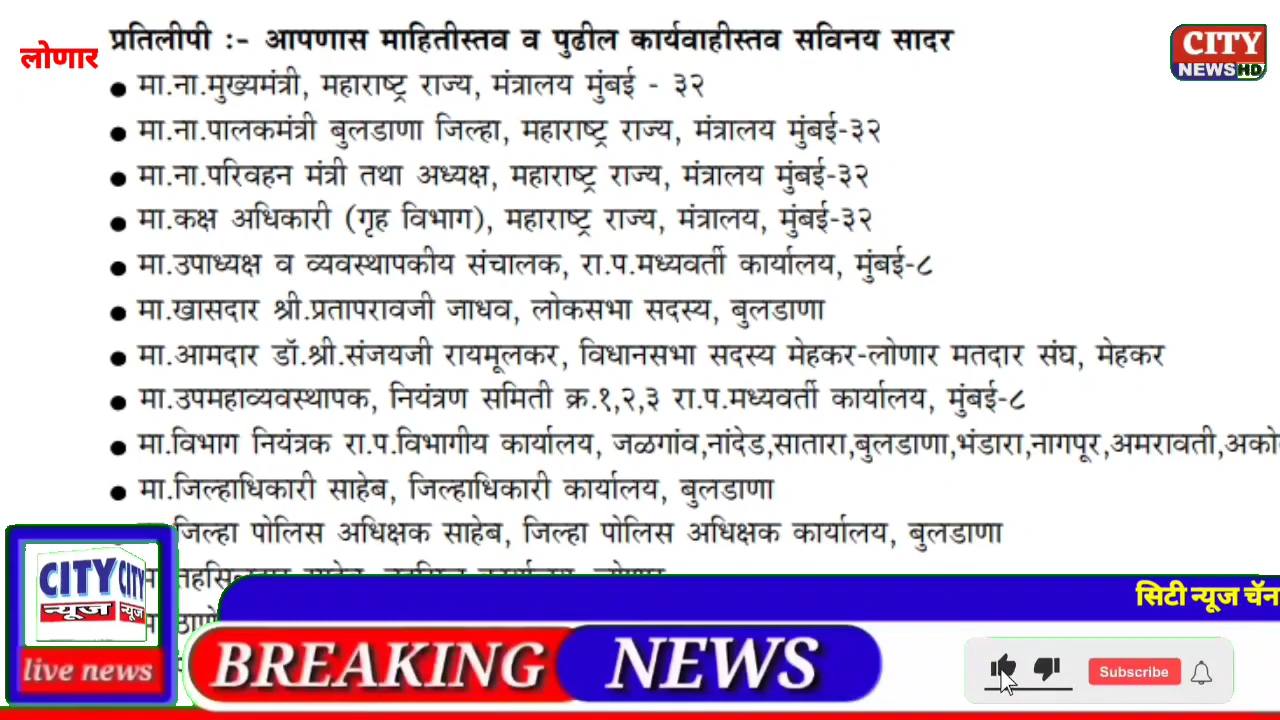 प्रतिलीपी :- आपणास माहितीस्तव व पुढील कार्यवाहीस्तव सविनय सादर
लोणार
CITY
NEWS HD
● मा.ना.मुख्यमंत्री, महाराष्ट्र राज्य, मंत्रालय मुंबई - ३२
● मा.ना.पालकमंत्री बुलडाणा जिल्हा, महाराष्ट्र राज्य, मंत्रालय मुंबई-३२
● मा.ना.परिवहन मंत्री तथा अध्यक्ष, महाराष्ट्र राज्य, मंत्रालय मुंबई-३२
● मा.कक्ष अधिकारी (गृह विभाग), महाराष्ट्र राज्य, मंत्रालय, मुंबई-३२
● मा.उपाध्यक्ष व व्यवस्थापकीय संचालक, रा.प.मध्यवर्ती कार्यालय, मुंबई-८
● मा.खासदार श्री.प्रतापरावजी जाधव, लोकसभा सदस्य, बुलडाणा
● मा.आमदार डॉ.श्री.संजयजी रायमूलकर, विधानसभा सदस्य मेहकर-लोणार मतदार संघ, मेहकर
● मा.उपमहाव्यवस्थापक, नियंत्रण समिती क्र.१,२,३ रा.प.मध्यवर्ती कार्यालय, मुंबई-८
● मा.विभाग नियंत्रक रा.प.विभागीय कार्यालय, जळगांव,नांदेड,सातारा,बुलडाणा,भंडारा,नागपूर,अमरावती,
● मा.जिल्हाधिकारी साहेब, जिल्हाधिकारी कार्यालय, बुलडाणा
जिल्हा पोलिस अधिक्षक साहेब, जिल्हा पोलिस अधिक्षक कार्यालय, बुलडाणा
CITY CITY
न्यूज न्यूज
live news
सिटी न्यूज
BREAKING NEWS
Subscribe